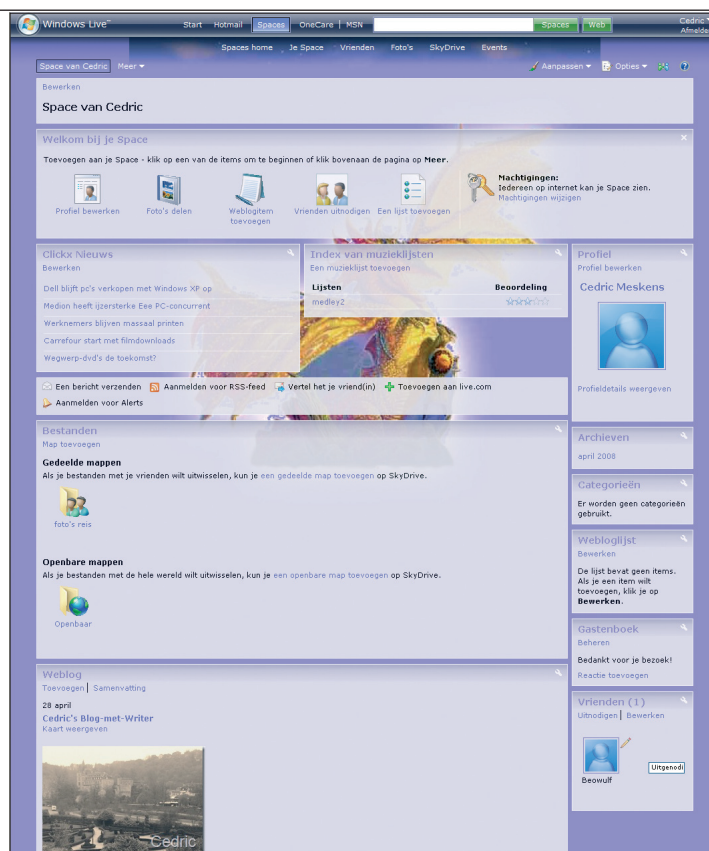 Windows Live™ Start Hotmail Spaces OneCare | MSN Spaces Web Cedric
Afmelde
Spaces home Je Space Vrienden Foto's SkyDrive Events
Space van Cedric Meer Aanpassen Opties
Bewerken
Space van Cedric
Welkom bij je Space
Toevoegen aan je Space - klik op een van de items om te beginnen of klik bovenaan de pagina op Meer.
Profiel bewerken
Foto's delen
Weblogitem
toevoegen
Vrienden uitnodigen
Een lijst toevoegen
Machtigingen:
Iedereen op internet kan je Space zien.
Machtigingen wijzigen
Clickx Nieuws
Bewerken
Dell blijft pc's verkopen met Windows XP op
Medion heeft ijzersterke Eee PC-concurrent
Werknemers blijven massaal printen
Carrefour start met filmdownloads
Wegwerp-dvd's de toekomst?
Index van muzieklijsten
Een muzieklijst toevoegen
Lijsten Beoordeling
medley2
Profiel
Profiel bewerken
Cedric Meskens
Profieldetails weergeven
Een bericht verzenden Aanmelden voor RSS-feed Vertel het je vriend(in) Toevoegen aan live.com
Aanmelden voor Alerts
Bestanden
Map toevoegen
Gedeelde mappen
Als je bestanden met je vrienden wilt uitwisselen, kun je een gedeelde map toevoegen op SkyDrive.
foto's reis
Openbare mappen
Als je bestanden met de hele wereld wilt uitwisselen, kun je een openbare map toevoegen op SkyDrive.
Openbaar
Archieven
april 2008
Categorieën
Er worden geen categorieën
gebruikt.
Webloglijst
Bewerken
De lijst bevat geen items.
Als je een item wilt
toevoegen, klik je op
Bewerken.
Gastenboek
Beheren
Bedankt voor je bezoek!
Reactie toevoegen
Vrienden (1)
Uitnodigen | Bewerken
Uitgenodi
Beowulf
Weblog
Toevoegen | Samenvatting
28 april
Cedric's Blog-met-Writer
Kaart weergeven
Cedric